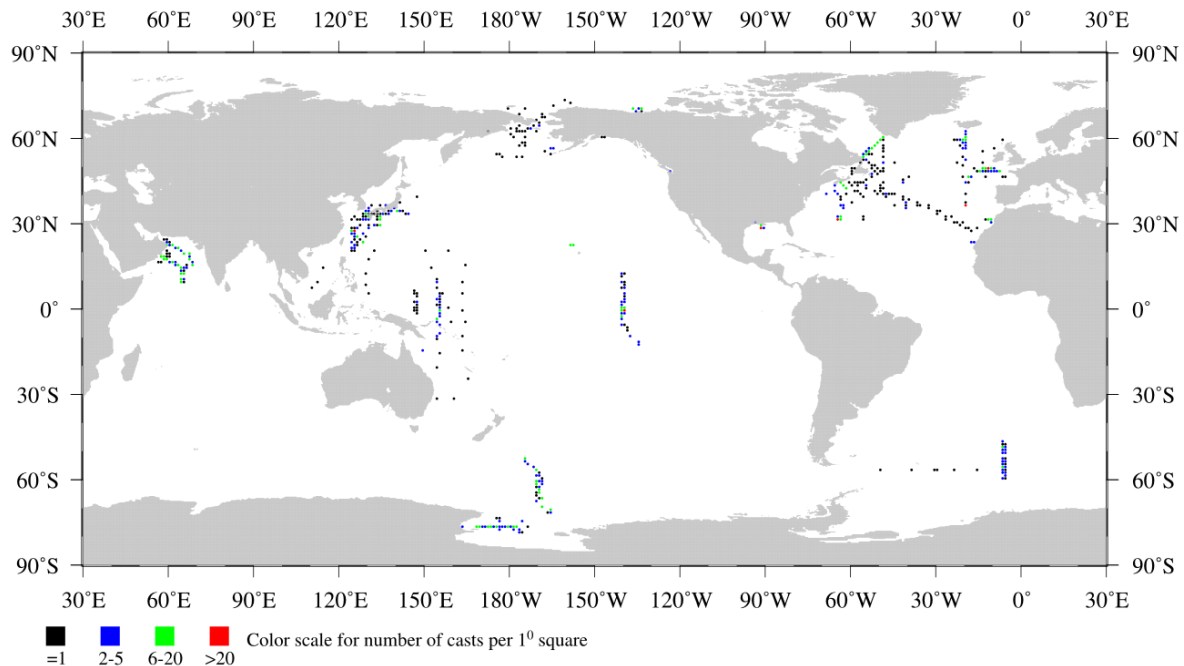 30˚E 60˚E 90˚E 120˚E 150˚E 180˚W 150˚W 120˚W 90˚W 60˚W 30˚W 0˚ 30˚E
90˚N 90˚N
60˚N 60˚N
30˚N 30˚N
0˚ 0˚
30˚S 30˚S
60˚S 60˚S
90˚S 90˚S
30˚E 60˚E 90˚E 120˚E 150˚E 180˚W 150˚W 120˚W 90˚W 60˚W 30˚W 0˚ 30˚E
Color scale for number of casts per 1⁰ square
=1 2-5 6-20 >20